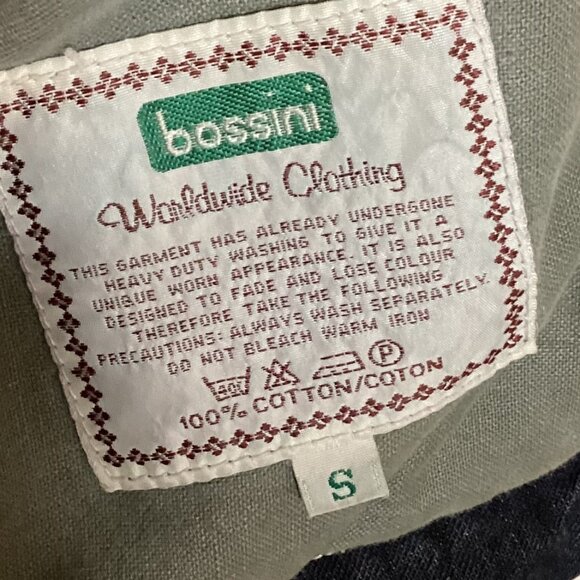 bossini
Worldwide Clothing
THIS GARMENT HAS ALREADY UNDERGONE
HEAVY DUTY WASHING TO GIVE IT A
UNIQUE WORN APPEARANCE. IT IS ALSO
DESIGNED TO FADE AND LOSE COLOUR
THEREFORE TAKE THE FOLLOWING
PRECAUTIONS: ALWAYS WASH SEPARATELY.
DO NOT BLEACH WARM IRON
40C P
100% COTTON/COTON
S